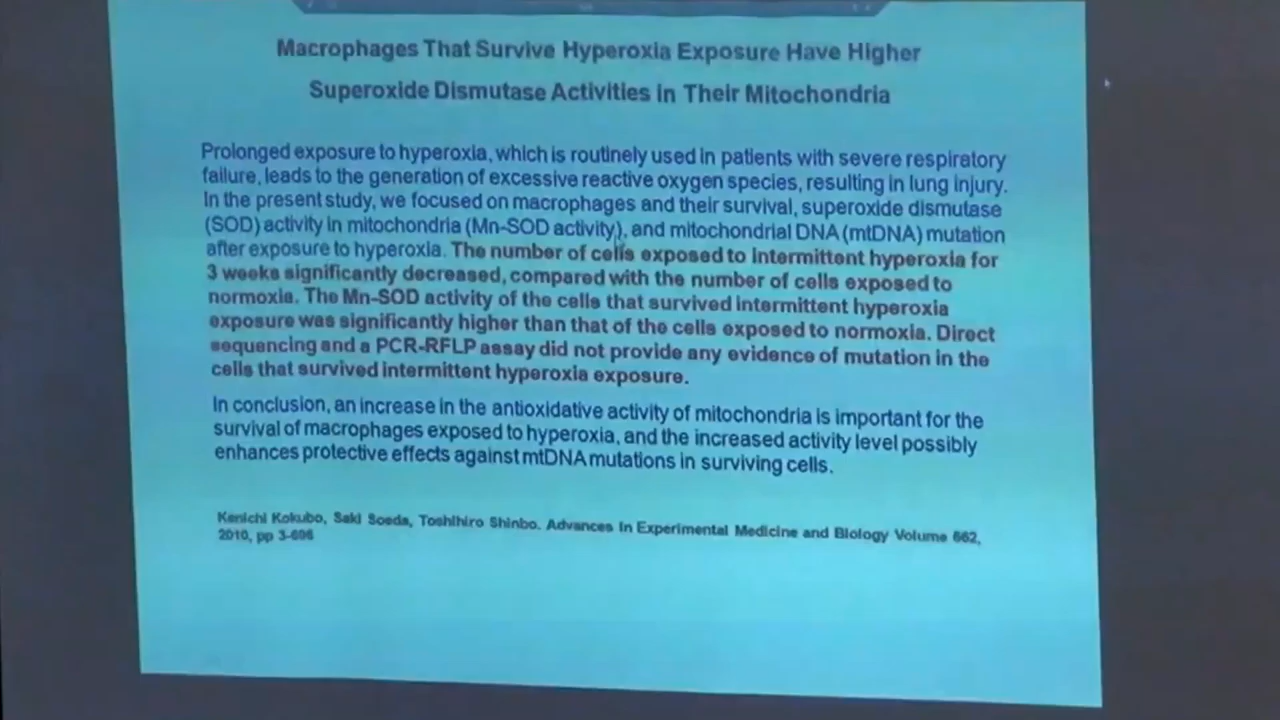 Macrophages That Survive Hyperoxia Exposure Have Higher
Superoxide Dismutase Activities in Their Mitochondria
Prolonged exposure to hyperoxia, which is routinely used in patients with severe respiratory
failure, leads to the generation of excessive reactive oxygen species, resulting in lung injury.
In the present study, we focused on macrophages and their survival, superoxide dismutase
(SOD) activity in mitochondria (Mn-SOD activity), and mitochondrial DNA (mtDNA) mutation
after exposure to hyperoxia. The number of cells exposed to intermittent hyperoxia for
3 weeks significantly decreased, compared with the number of cells exposed to
normoxia. The Mn-SOD activity of the cells that survived intermittent hyperoxia
exposure was significantly higher than that of the cells exposed to normoxia. Direct
sequencing and a PCR-RFLP assay did not provide any evidence of mutation in the
cells that survived intermittent hyperoxia exposure.
In conclusion, an increase in the antioxidative activity of mitochondria is important for the
survival of macrophages exposed to hyperoxia, and the increased activity level possibly
enhances protective effects against mtDNA mutations in surviving cells.
Kenichi Kokubo, Saki Soeda, Toshihiro Shinbo. Advances in Experimental Medicine and Biology Volume 662,
2010, pp 3-696